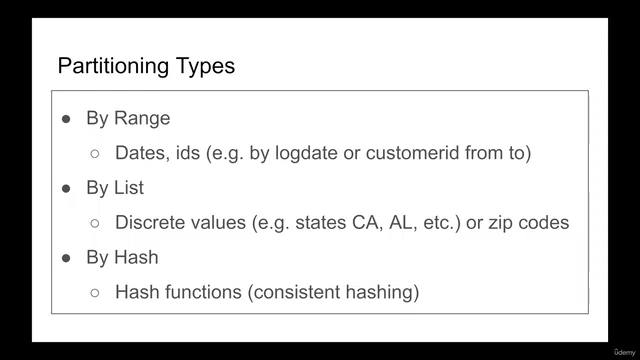 Partitioning Types
● By Range
○ Dates, ids (e.g. by logdate or customerid from to)
● By List
○ Discrete values (e.g. states CA, AL, etc.) or zip codes
● By Hash
○ Hash functions (consistent hashing)
ûdemy